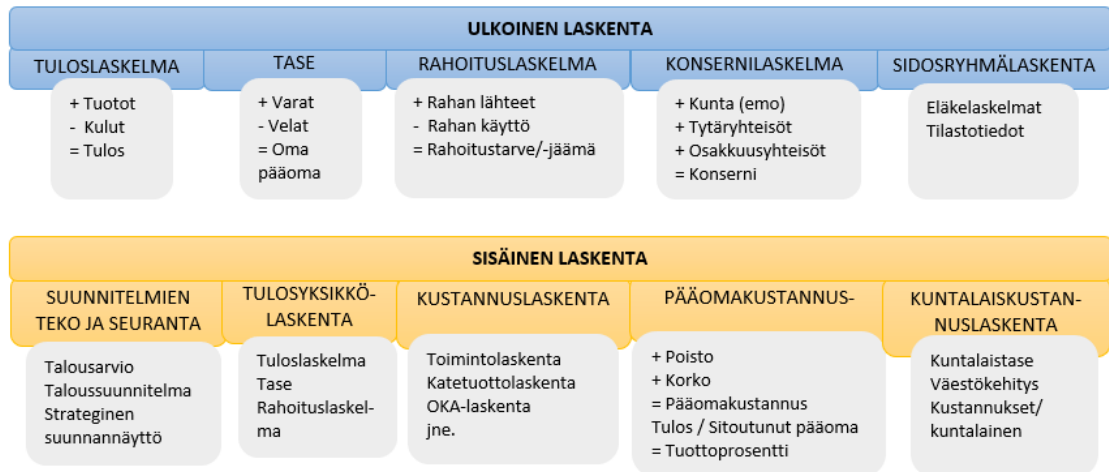 ULKOINEN LASKENTA
TULOSLASKELMA
+ Tuotot
- Kulut
= Tulos
TASE
+ Varat
- Velat
= Oma
pääoma
RAHOITUSLASKELMA
+ Rahan lähteet
- Rahan käyttö
= Rahoitustarve/-jäämä
KONSERNILASKELMA
+ Kunta (emo)
+ Tytäryhteisöt
+ Osakkuusyhteisöt
= Konserni
SIDOSRYHMÄLASKENTA
Eläkelaskelmat
Tilastotiedot
SISÄINEN LASKENTA
SUUNNITELMIEN
TEKO JA SEURANTA
Talousarvio
Taloussuunnitelma
Strateginen
suunnannäyttö
TULOSYKSIKKÖ-
LASKENTA
Tuloslaskelma
Tase
Rahoituslaskel-
ma
KUSTANNUSLASKENTA
Toimintolaskenta
Katetuottolaskenta
OKA-laskenta
jne.
PÄÄOMAKUSTANNUS-
+ Poisto
+ Korko
= Pääomakustannus
Tulos / Sitoutunut pääoma
= Tuottoprosentti
KUNTALAISKUSTAN-
NUSLASKENTA
Kuntalaistase
Väestökehitys
Kustannukset/
kuntalainen